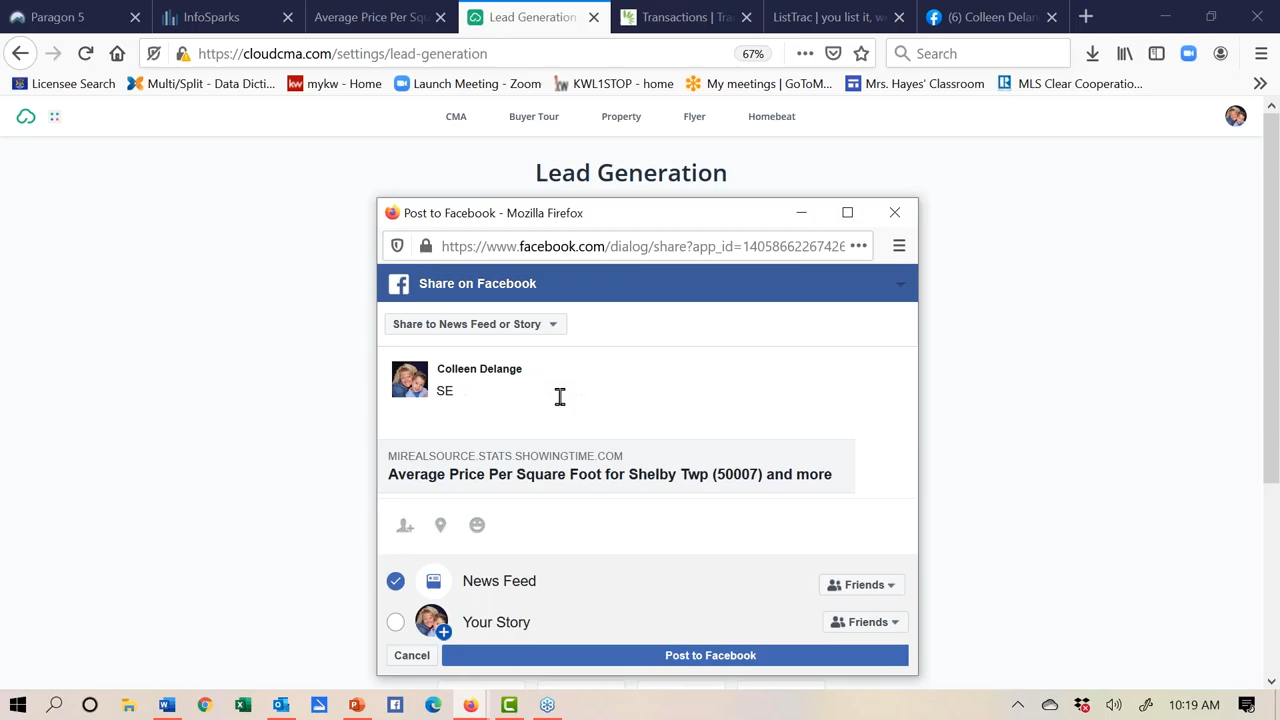 Paragon 5
InfoSparks
Average Price Per Squ
Lead Generation
Transactions | Tra
ListTrac | you list it, w
(6) Colleen Delan
https://cloudcma.com/settings/lead-generation
67%
Search
Licensee Search
Multi/Split - Data Dicti...
mykw - Home
Launch Meeting - Zoom
KWL1STOP - home
My meetings | GoToM...
Mrs. Hayes' Classroom
MLS Clear Cooperatio...
CMA
Buyer Tour
Property
Flyer
Homebeat
Lead Generation
Post to Facebook - Mozilla Firefox
https://www.facebook.com/dialog/share?app_id=14058662267426
Share on Facebook
Share to News Feed or Story
Colleen Delange
SE
MIREALSOURCE.STATS.SHOWINGTIME.COM
Average Price Per Square Foot for Shelby Twp (50007) and more
News Feed
Friends
Your Story
Friends
Cancel
Post to Facebook
10:19 AM